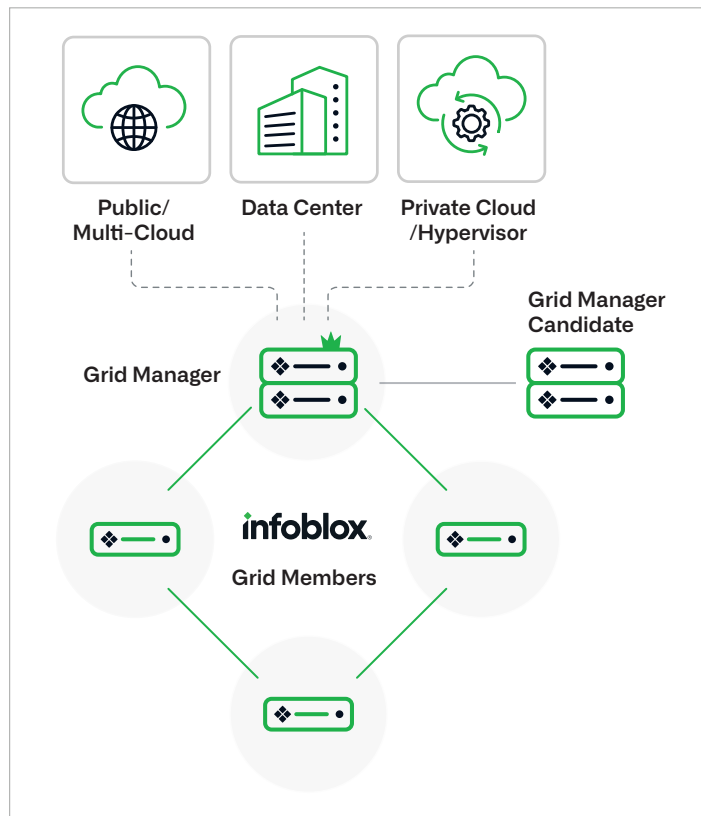 Public/
Multi-Cloud
Data Center
Private Cloud
/Hypervisor
Grid Manager
Candidate
Grid Manager
infoblox®
Grid Members